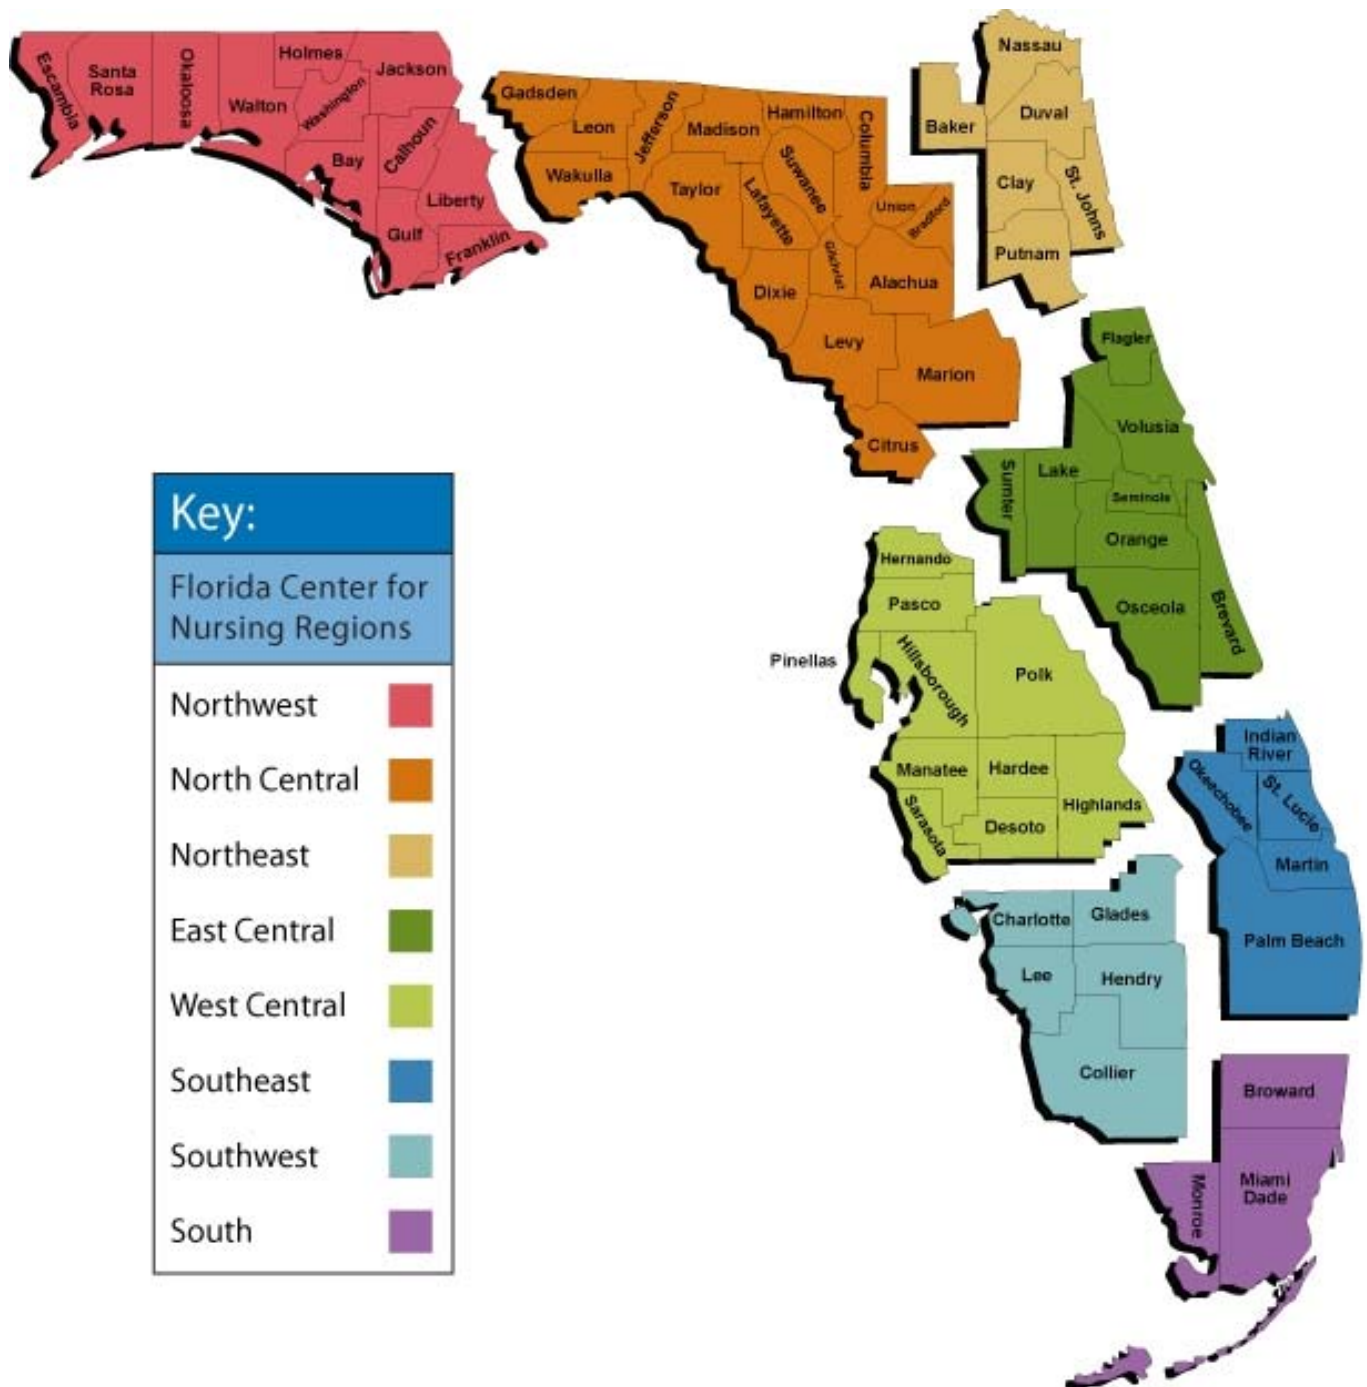 Escambia
Santa
Rosa
Okaloosa
Walton
Holmes
Washington
Jackson
Bay
Calhoun
Liberty
Gulf
Franklin
Gadsden
Leon
Jefferson
Madison
Hamilton
Columbia
Wakulla
Taylor
Lafayette
Suwanee
Union
Bradford
Gilchrist
Alachua
Dixie
Levy
Marion
Citrus
Nassau
Baker
Duval
Clay
St. Johns
Putnam
Flagler
Volusia
Sumter
Lake
Seminole
Orange
Osceola
Brevard
Hernando
Pasco
Pinellas
Hillsborough
Polk
Manatee
Hardee
Highlands
Sarasota
Desoto
Indian
River
Okeechobee
St. Lucie
Martin
Palm Beach
Charlotte
Glades
Lee
Hendry
Collier
Broward
Miami
Dade
Monroe
Key:
Florida Center for
Nursing Regions
Northwest
North Central
Northeast
East Central
West Central
Southeast
Southwest
South